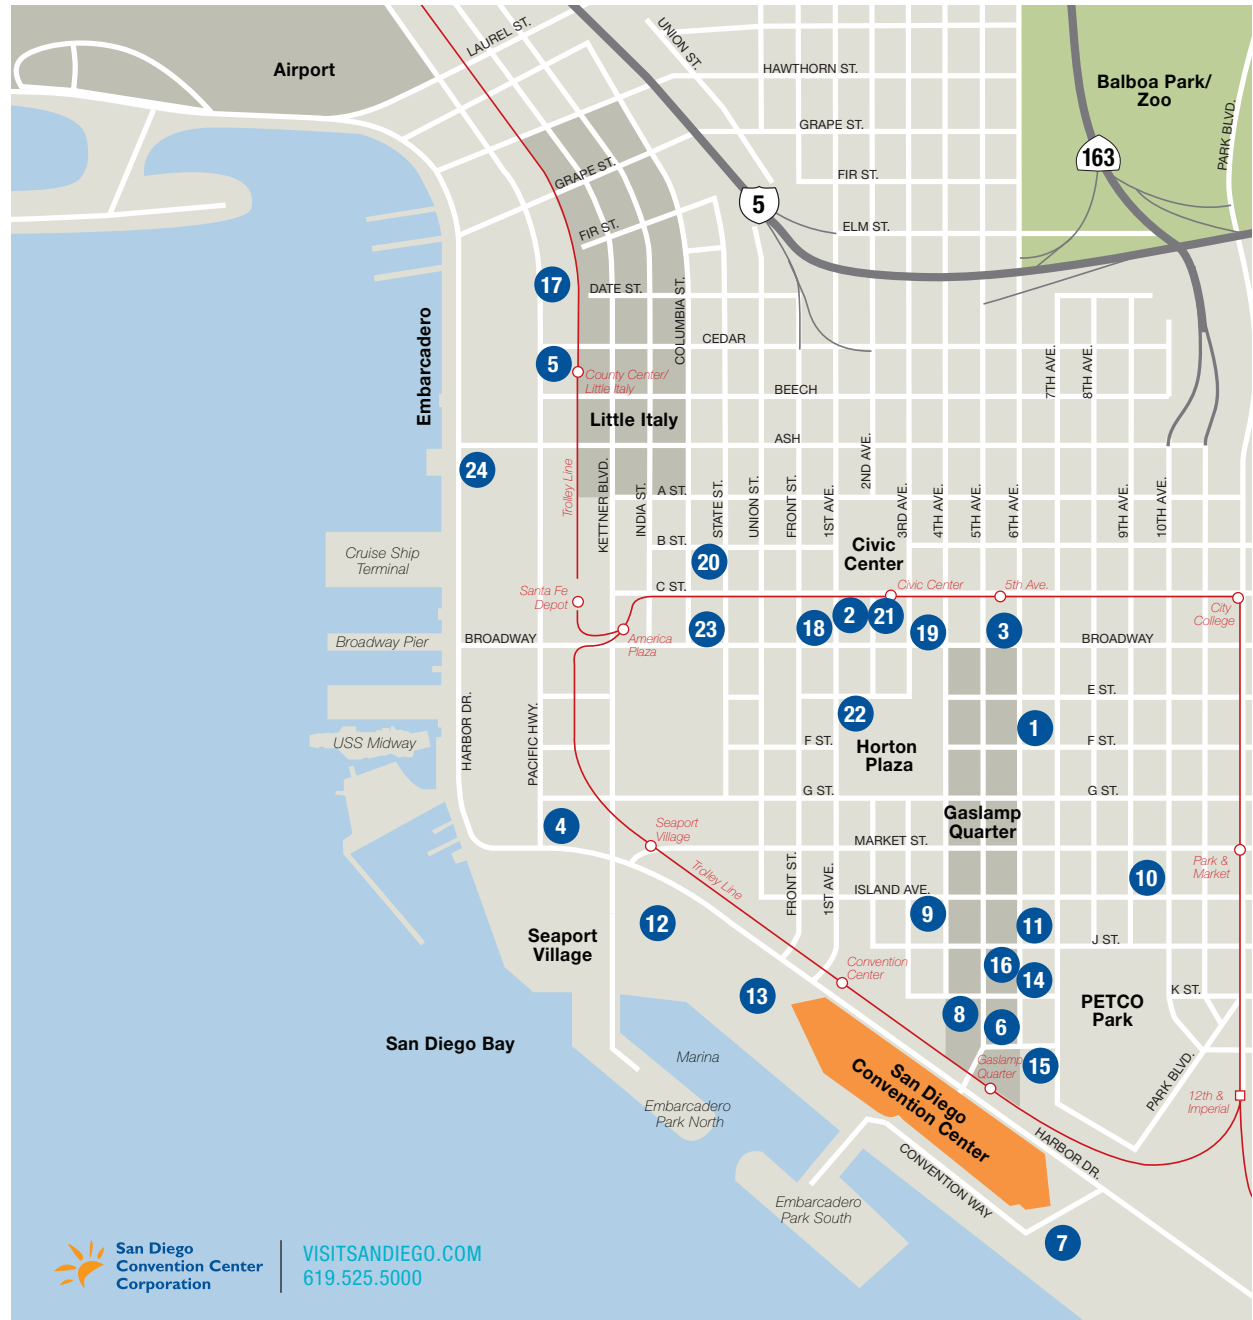 LAUREL ST.
UNION ST.
Airport
HAWTHORN ST.
Balboa Park/
Zoo
PARK BLVD.
GRAPE ST.
163
GRAPE ST.
FIR ST.
5
FIR ST.
ELM ST.
17
DATE ST.
COLUMBIA ST.
Embarcadero
CEDAR
5
County Center/
Little Italy
7TH AVE.
8TH AVE.
BEECH
Little Italy
ASH
24
Trolley Line
KETTNER BLVD.
INDIA ST.
A ST.
STATE ST.
UNION ST.
FRONT ST.
1ST AVE.
2ND AVE.
3RD AVE.
4TH AVE.
5TH AVE.
6TH AVE.
9TH AVE.
10TH AVE.
B ST.
Civic
Center
Cruise Ship
Terminal
20
C ST.
Santa Fe
Depot
Civic Center
5th Ave.
City
College
2
21
23
18
19
3
Broadway Pier
BROADWAY
America
Plaza
BROADWAY
E ST.
HARBOR DR.
PACIFIC HWY.
22
1
USS Midway
F ST.
Horton
Plaza
F ST.
G ST.
G ST.
4
Seaport
Village
Gaslamp
Quarter
MARKET ST.
Park &
Market
Trolley Line
FRONT ST.
1ST AVE.
ISLAND AVE.
10
9
12
11
Seaport
Village
J ST.
Convention
Center
16
14
13
K ST.
PETCO
Park
8
6
San Diego Bay
Marina
Gaslamp
Quarter
15
San Diego
Convention Center
PARK BLVD.
12th &
Imperial
Embarcadero
Park North
HARBOR DR.
CONVENTION WAY
Embarcadero
Park South
7
San Diego
Convention Center
Corporation
VISITSANDIEGO.COM
619.525.5000